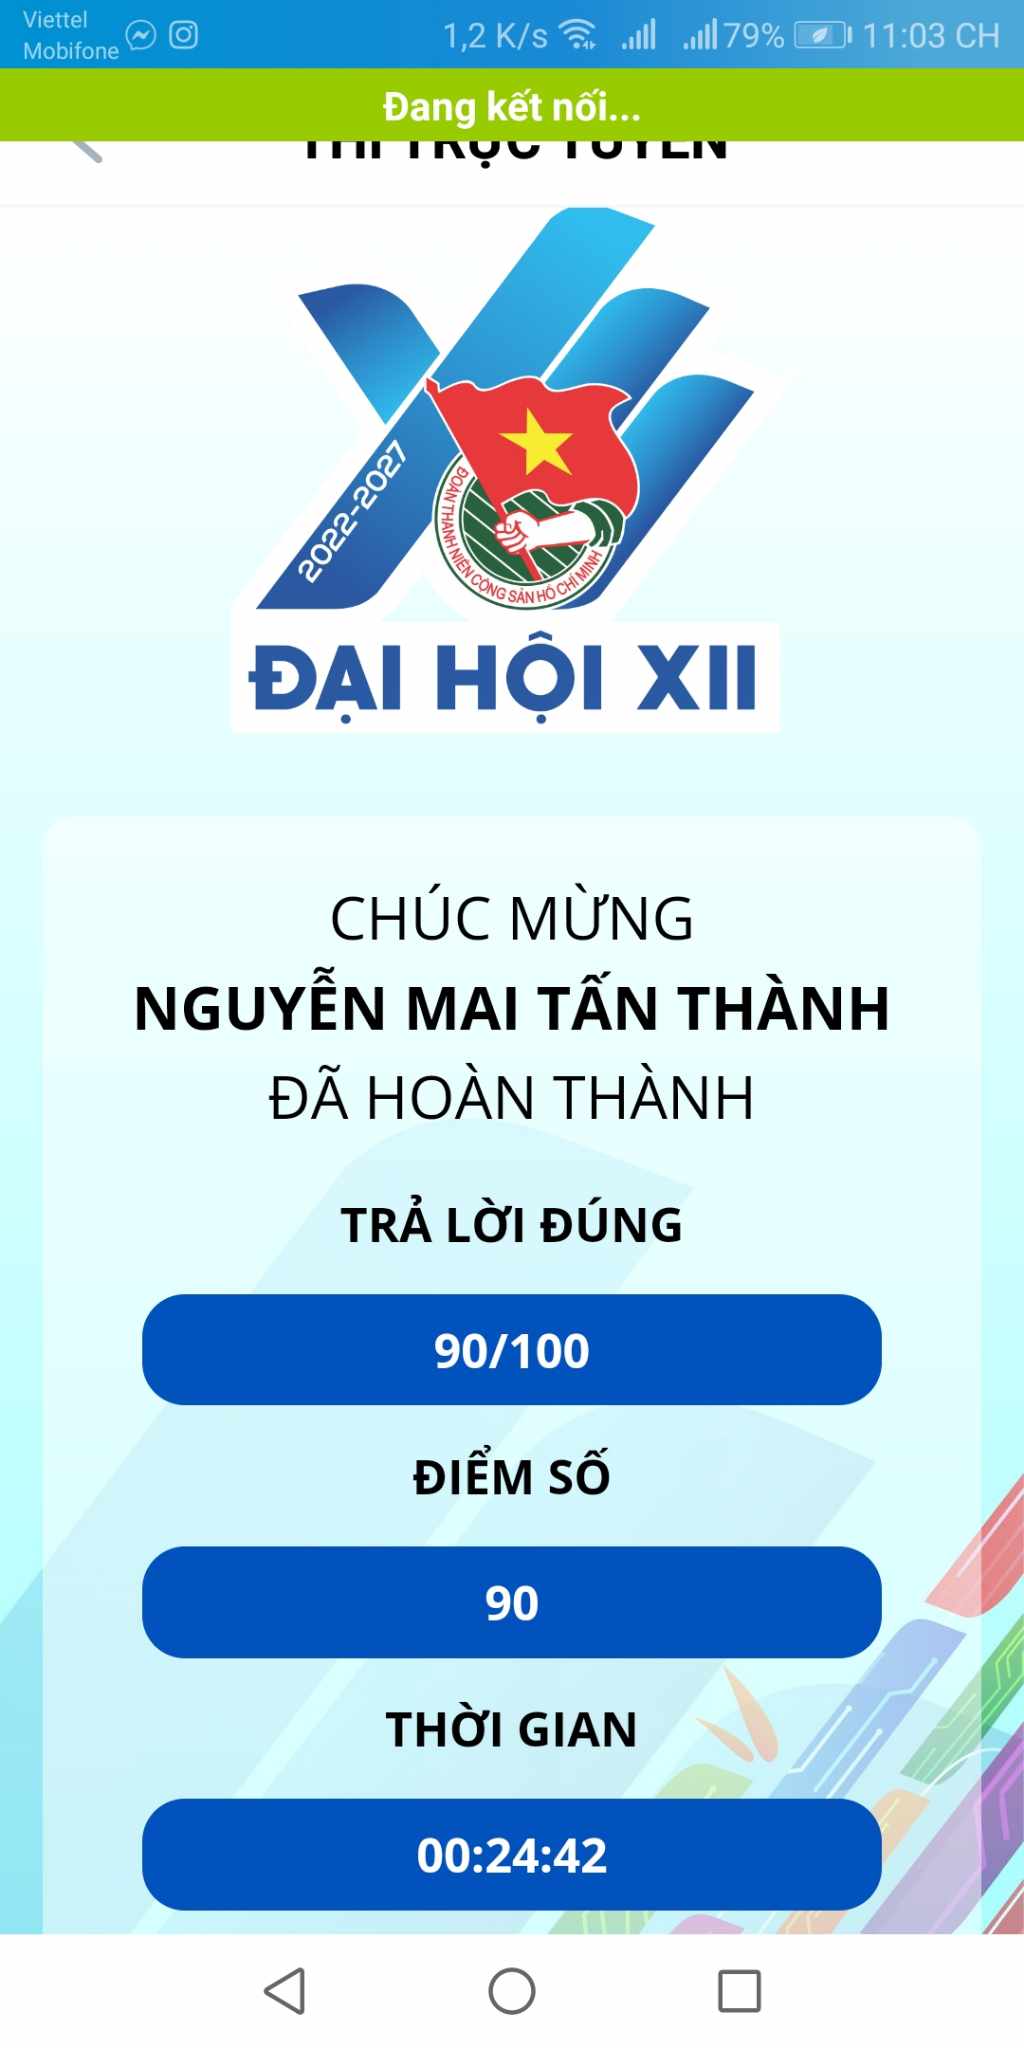 Viettel
Mobifone
1,2 K/s
79%
11:03 CH
Đang kết nối...
THI TRỰC TUYẾN
2022-2027
ĐOÀN THANH NIÊN CỘNG SẢN HỒ CHÍ MINH
ĐẠI HỘI XII
CHÚC MỪNG
NGUYỄN MAI TẤN THÀNH
ĐÃ HOÀN THÀNH
TRẢ LỜI ĐÚNG
90/100
ĐIỂM SỐ
90
THỜI GIAN
00:24:42